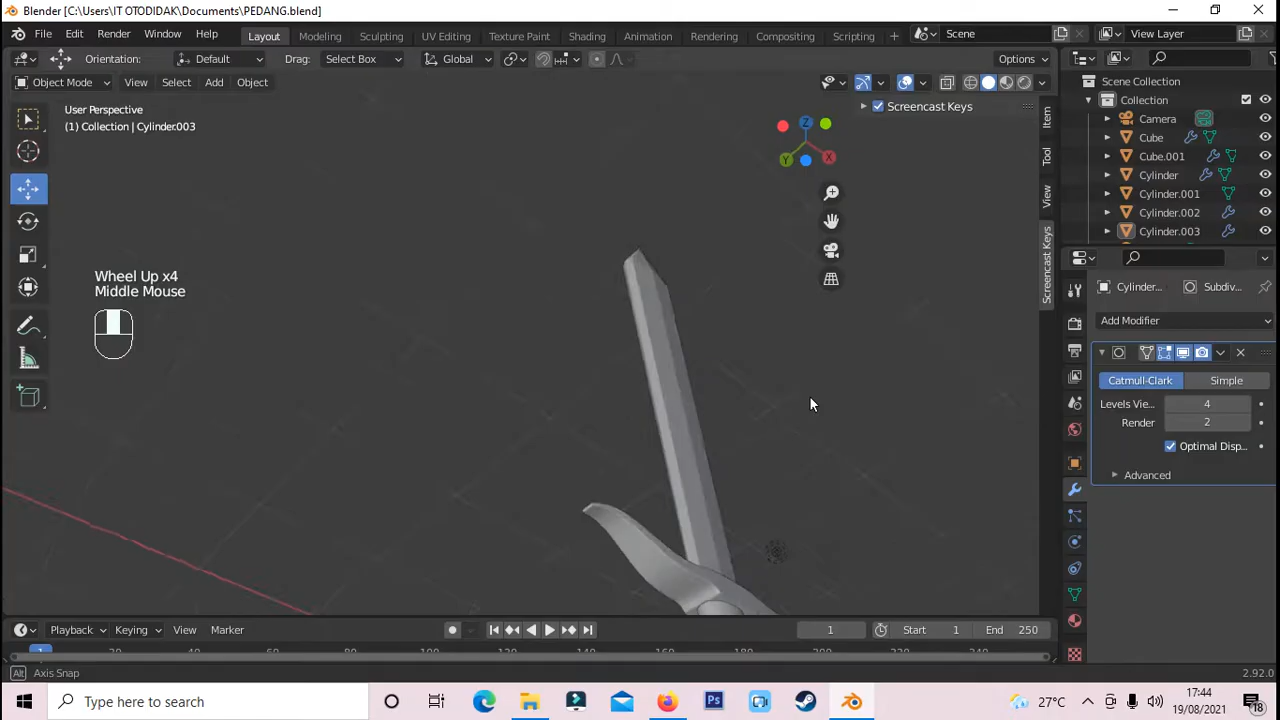 Blender [C:\Users\IT OTODIDAK\Documents\PEDANG.blend]
File Edit Render Window Help Layout Modeling Sculpting UV Editing Texture Paint Shading Animation Rendering Compositing Scripting + Scene View Layer
Orientation: Default Drag: Select Box Global Options
Object Mode View Select Add Object
User Perspective
(1) Collection | Cylinder.003
Screencast Keys
Z
Y
X
Item
Tool
View
Screencast Keys
Wheel Up x4
Middle Mouse
Scene Collection
Collection
Camera
Cube
Cube.001
Cylinder
Cylinder.001
Cylinder.002
Cylinder.003
Cylinder... Subdiv...
Add Modifier
Catmull-Clark Simple
Levels Vie... 4
Render 2
Optimal Disp...
Advanced
Playback Keying View Marker 1 Start 1 End 250
1
Alt Axis Snap 2.92.0
Type here to search
Ps
27°C
17:44
19/08/2021
18